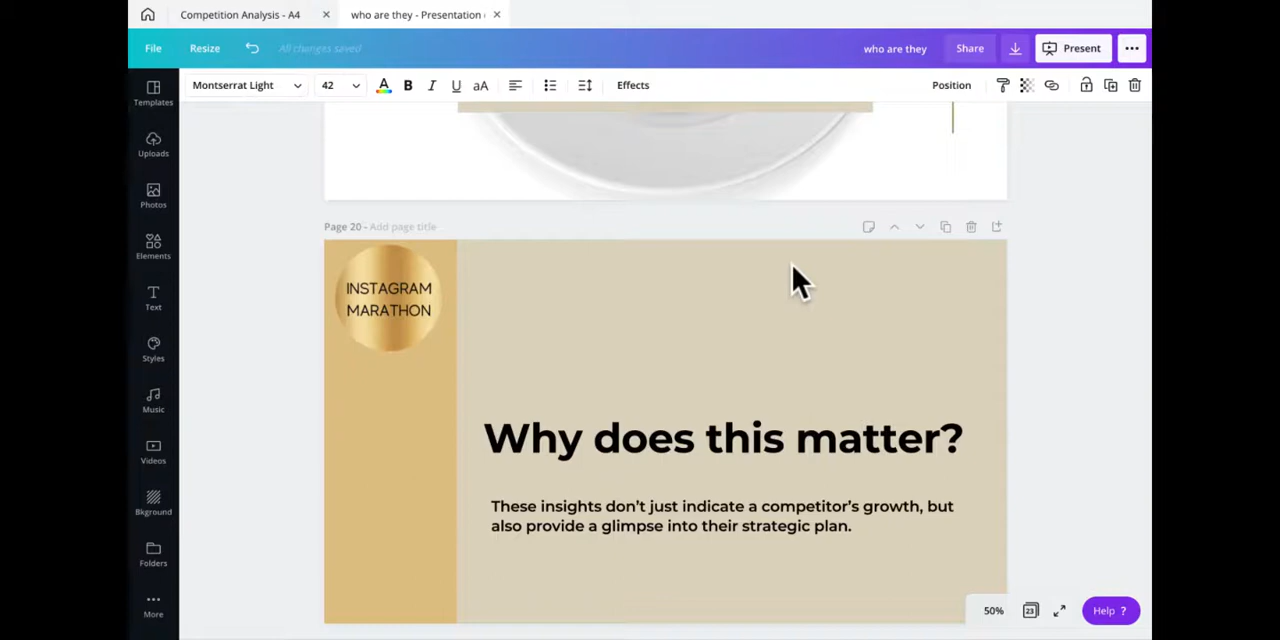 Competition Analysis - A4
who are they - Presentation
File
Resize
All changes saved
who are they
Share
Present
Templates
Montserrat Light
42
A
B
I
U
aA
Effects
Position
Uploads
Photos
Page 20 - Add page title
Elements
INSTAGRAM
MARATHON
Text
Styles
Music
Why does this matter?
Videos
These insights don't just indicate a competitor's growth, but
also provide a glimpse into their strategic plan.
Bkground
Folders
More
50%
23
Help ?